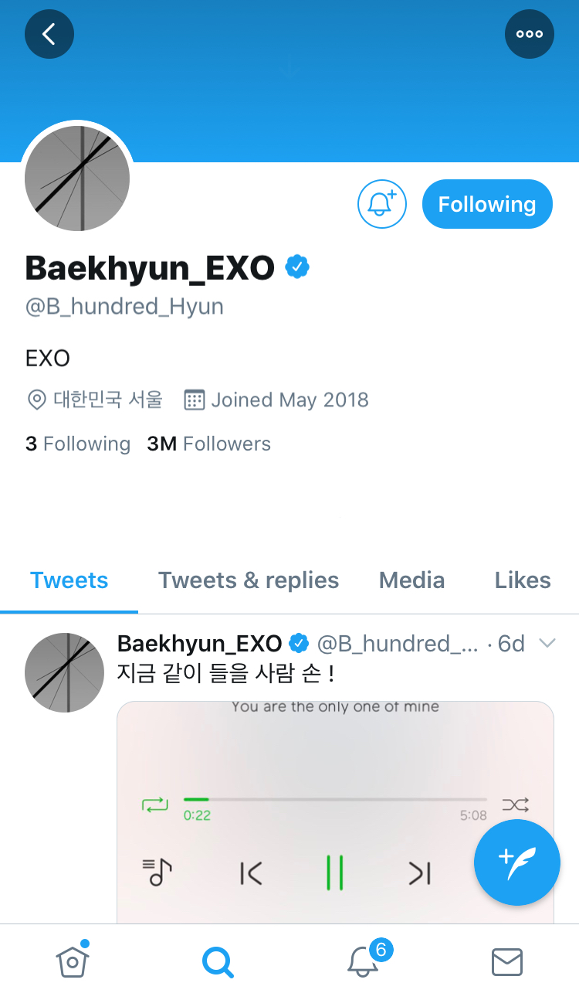 Following
Baekhyun_EXO
@B_hundred_Hyun
EXO
대한민국 서울 Joined May 2018
3 Following 3M Followers
Tweets Tweets & replies Media Likes
Baekhyun_EXO @B_hundred_... · 6d
지금 같이 들을 사람 손 !
You are the only one of mine
0:22 5:08
6